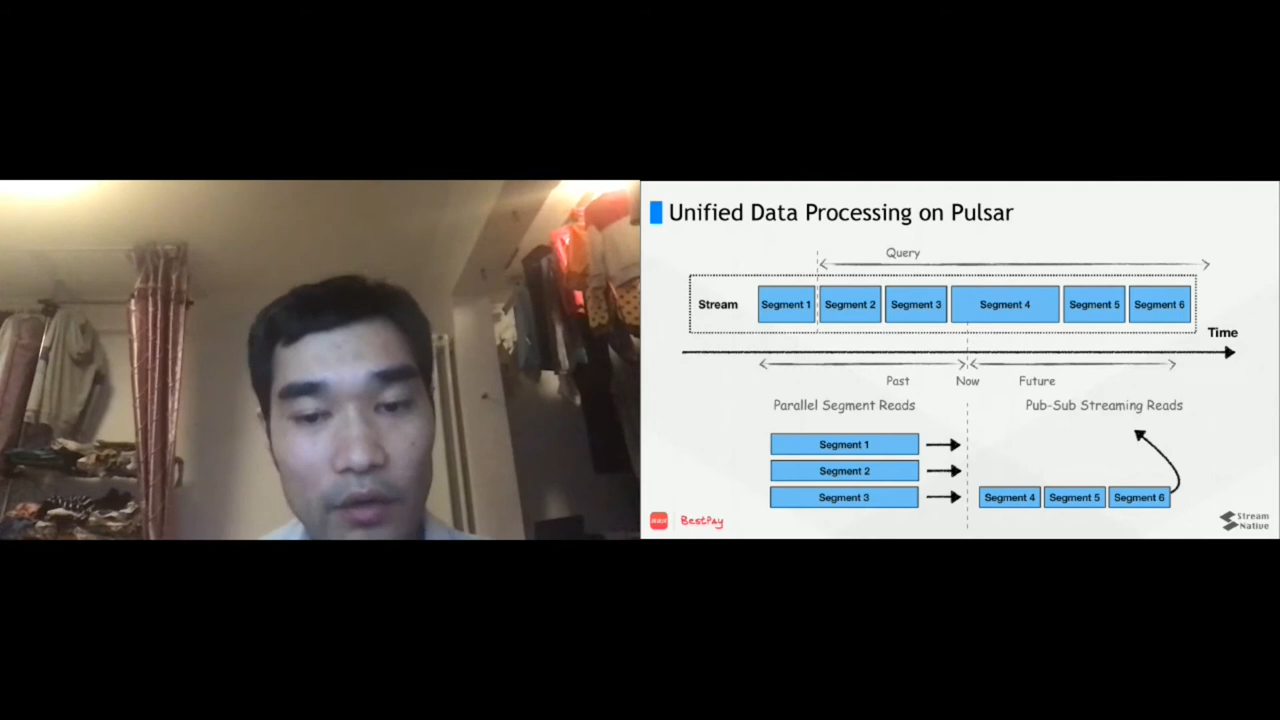 Unified Data Processing on Pulsar
Query
Stream
Segment 1
Segment 2
Segment 3
Segment 4
Segment 5
Segment 6
Time
Past
Now
Future
Parallel Segment Reads
Pub-Sub Streaming Reads
Segment 1
Segment 2
Segment 3
Segment 4
Segment 5
Segment 6
BestPay
Stream
Native